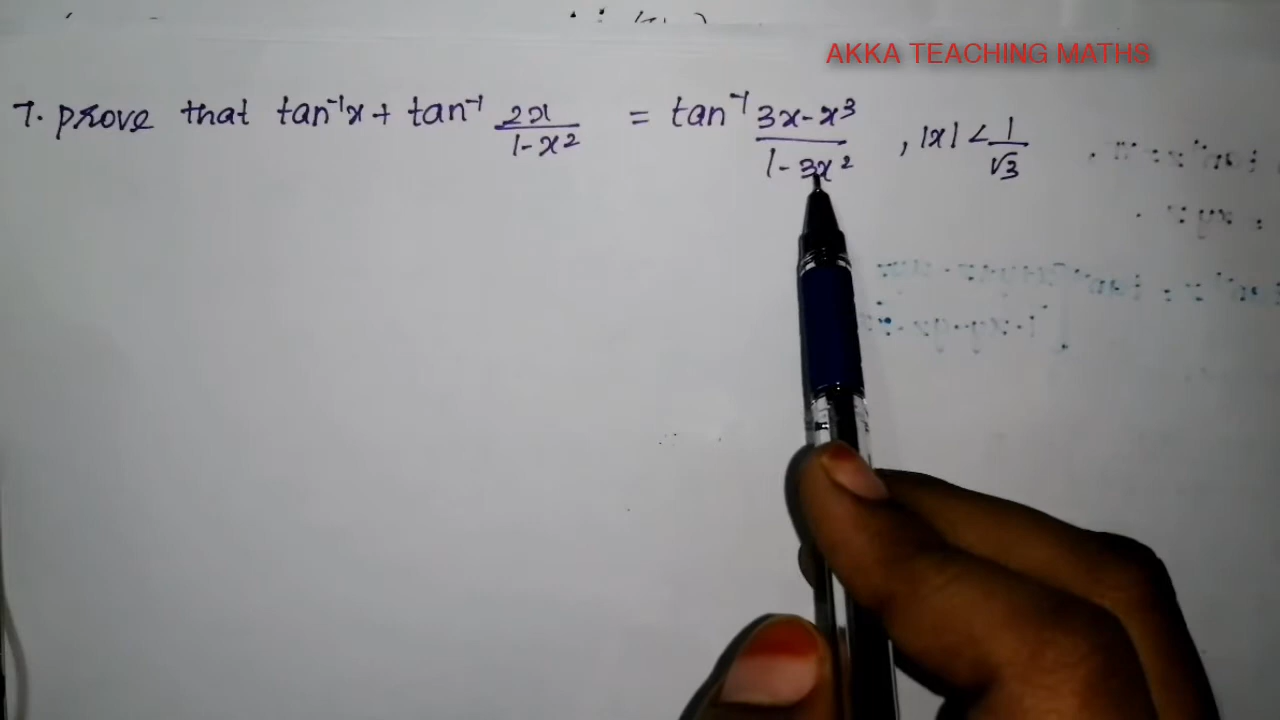 AKKA TEACHING MATHS
7. prove that tan⁻¹x + tan⁻¹ 2x/1-x² = tan⁻¹ 3x-x³/1-3x² , |x| < 1/√3